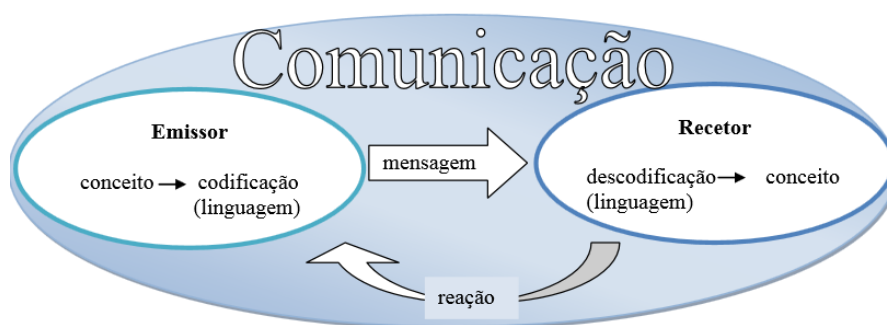 Comunicação
Emissor
conceito codificação
(linguagem)
mensagem
Recetor
descodificação conceito
(linguagem)
reação